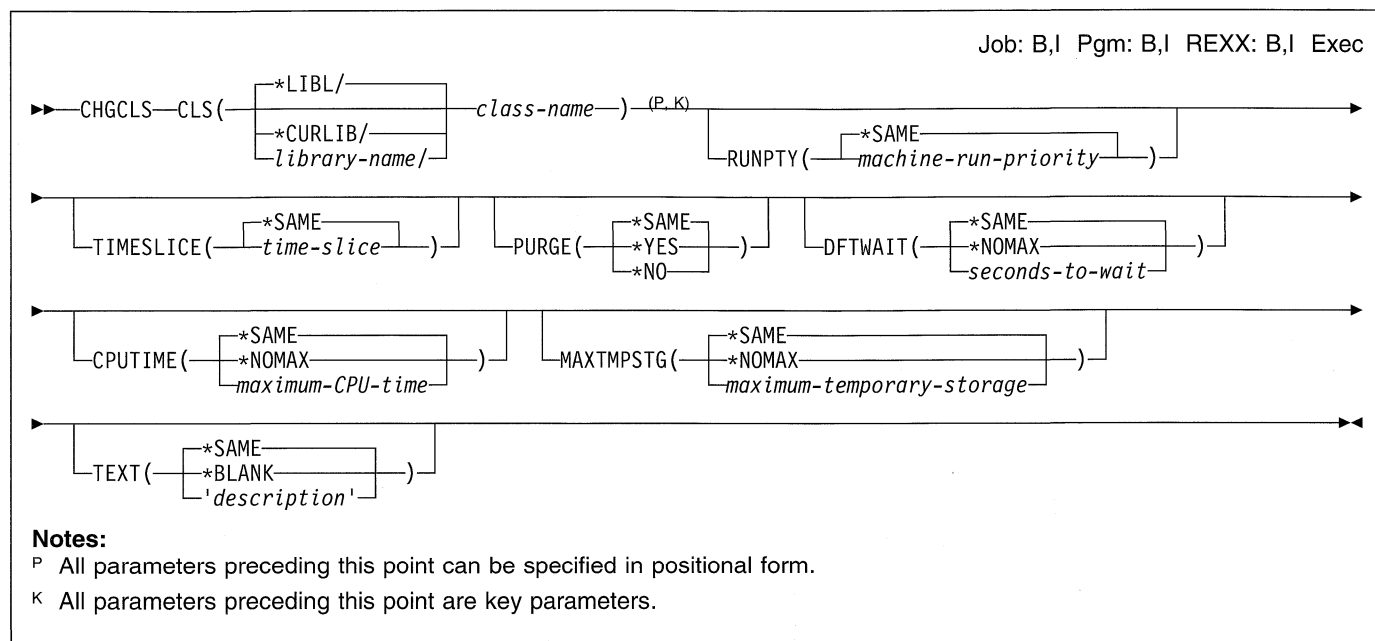 Job: B,I Pgm: B,I REXX: B,I Exec
*LIBL/
CHGCLS CLS( class-name ) (P, K)
*CURLIB/
library-name/
*SAME
RUNPTY( machine-run-priority )
*SAME
TIMESLICE( time-slice )
*SAME
PURGE( *YES )
*NO
*SAME
DFTWAIT( *NOMAX )
seconds-to-wait
*SAME
CPUTIME( *NOMAX )
maximum-CPU-time
*SAME
MAXTMPSTG( *NOMAX )
maximum-temporary-storage
*SAME
TEXT( *BLANK )
'description'
Notes:
P All parameters preceding this point can be specified in positional form.
K All parameters preceding this point are key parameters.